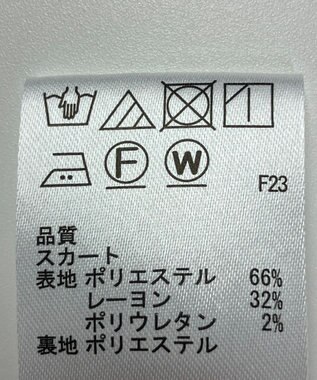 F W F23
品質
スカート
表地 ポリエステル 66%
レーヨン 32%
ポリウレタン 2%
裏地 ポリエステル